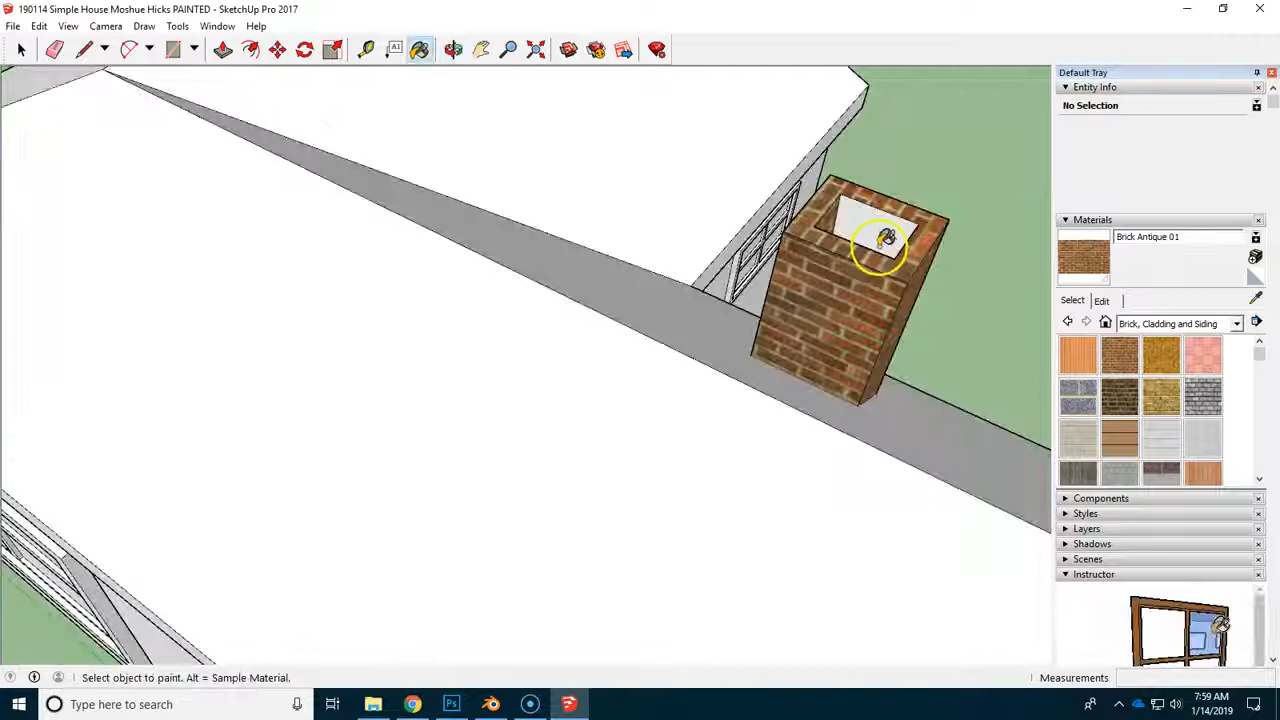 190114 Simple House Moshue Hicks PAINTED - SketchUp Pro 2017
File Edit View Camera Draw Tools Window Help
A1
Default Tray
Entity Info
No Selection
Materials
Brick Antique 01
Select Edit
Brick, Cladding and Siding
Components
Styles
Layers
Shadows
Scenes
Instructor
Select object to paint. Alt = Sample Material.
Measurements
Type here to search
Ps
7:59 AM
1/14/2019